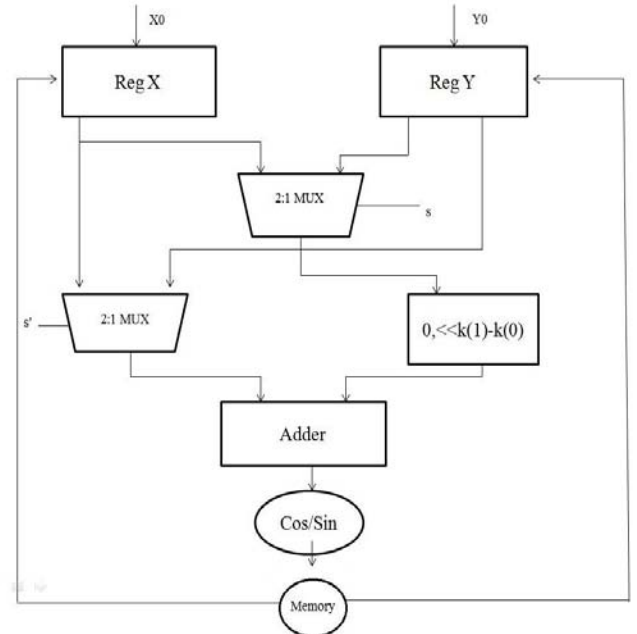 X0
Y0
Reg X
Reg Y
2:1 MUX
s
2:1 MUX
s'
0,<<k(1)-k(0)
Adder
Cos/Sin
Memory